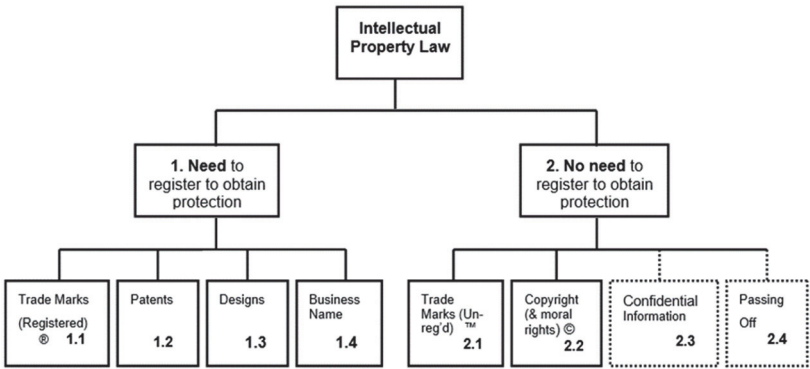 Intellectual
Property Law
1. Need to
register to obtain
protection
2. No need to
register to obtain
protection
Trade Marks
(Registered)
® 1.1
Patents
1.2
Designs
1.3
Business
Name
1.4
Trade
Marks (Un-
reg'd) ™
2.1
Copyright
(& moral
rights) ©
2.2
Confidential
Information
2.3
Passing
Off
2.4